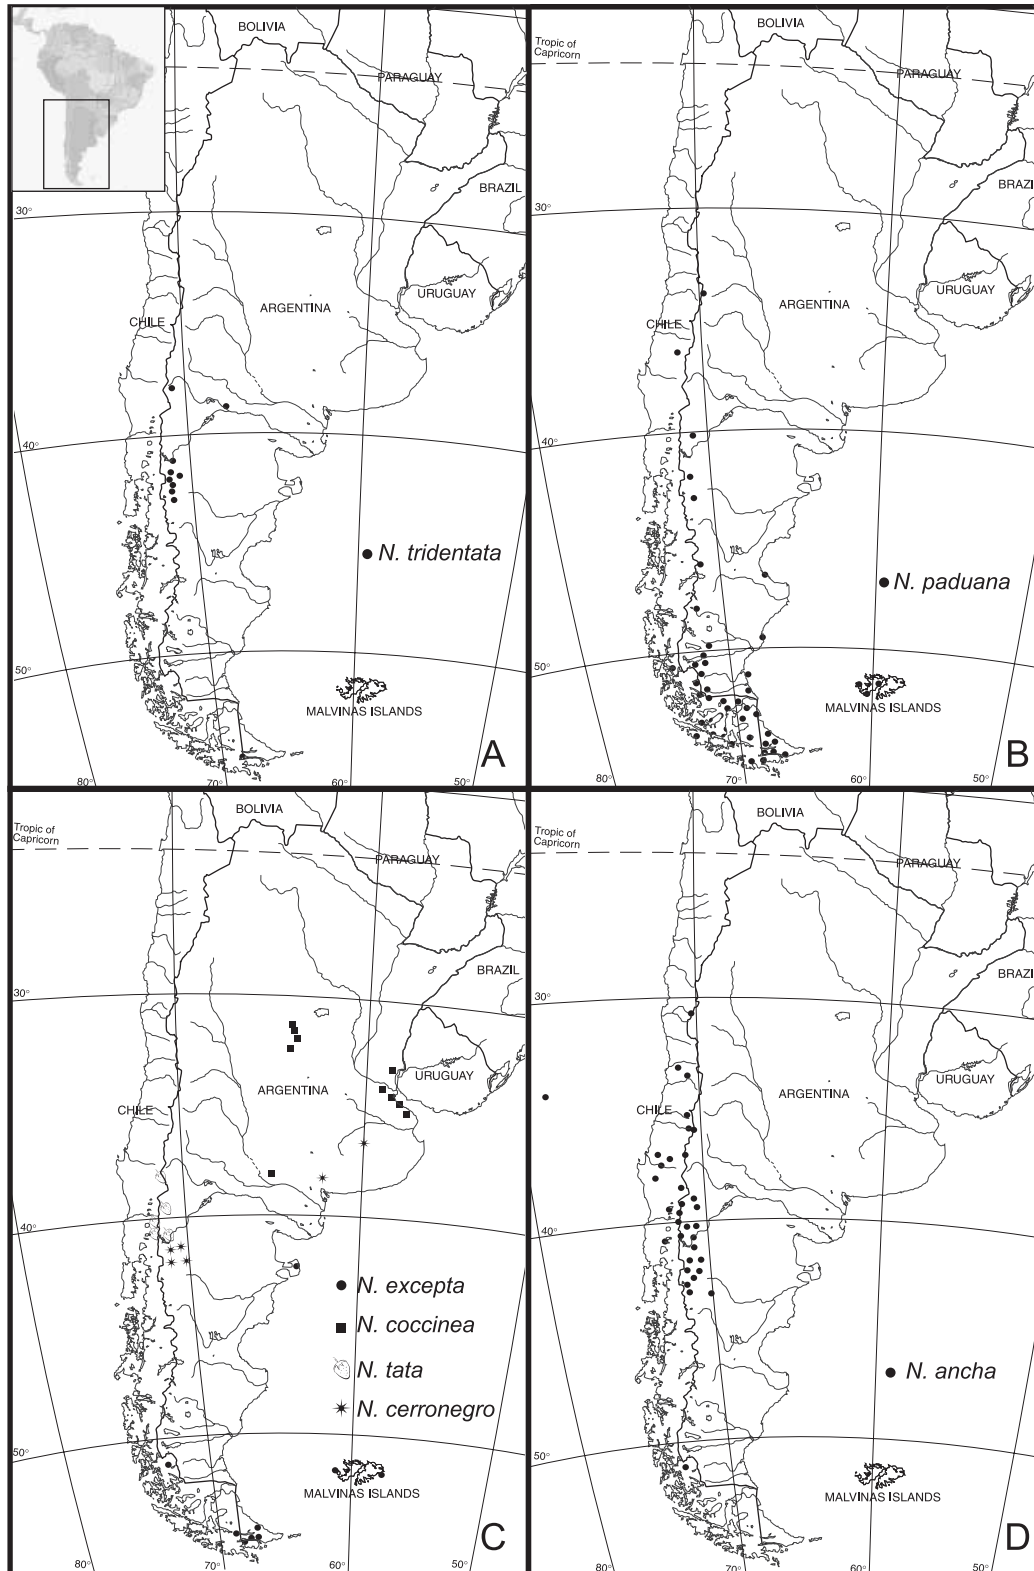 BOLIVIA
PARAGUAY
BRAZIL
30°
URUGUAY
ARGENTINA
CHILE
40°
N. tridentata
50°
MALVINAS ISLANDS
A
80°
70°
60°
50°
BOLIVIA
Tropic of
Capricorn
PARAGUAY
BRAZI
30°
URUGUAY
ARGENTINA
CHILE
40°
N. paduana
50°
MALVINAS ISLANDS
B
80°
70°
60°
BOLIVIA
Tropic of
Capricorn
PARAGUAY
BRAZIL
30°
URUGUAY
ARGENTINA
CHILE
40°
N. excepta
N. coccinea
N. tata
N. cerronegro
50°
MALVINAS ISLANDS
C
80°
70°
60°
50°
BOLIVIA
Tropic of
Capricorn
PARAGUAY
BRAZI
30°
URUGUAY
ARGENTINA
CHILE
40°
N. ancha
50°
MALVINAS ISLANDS
D
80°
70°
60°